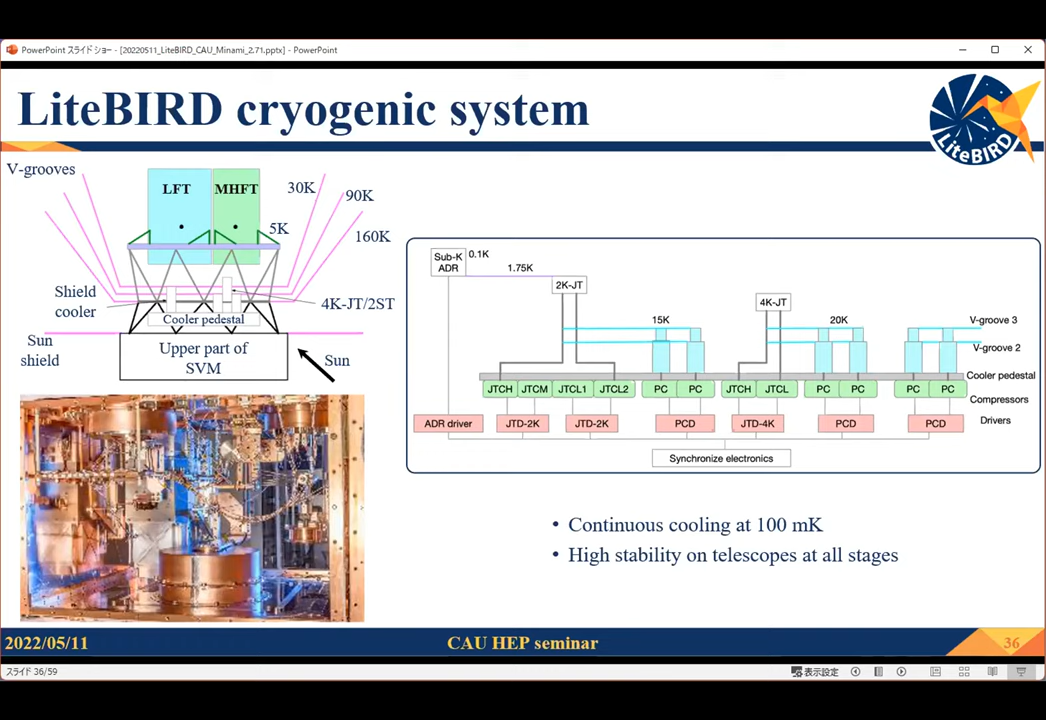 PowerPoint スライド ショー - [20220511_LiteBIRD_CAU_Minami_2.71.pptx] - PowerPoint
LiteBIRD cryogenic system
LiteBIRD
V-grooves
LFT
MHFT
30K
90K
5K
160K
Shield
cooler
4K-JT/2ST
Cooler pedestal
Sun
shield
Upper part of
SVM
Sun
Sub-K
ADR
0.1K
1.75K
2K-JT
4K-JT
15K
20K
V-groove 3
V-groove 2
Cooler pedestal
JTCH JTCM JTCL1 JTCL2 PC PC JTCH JTCL PC PC PC PC
Compressors
ADR driver JTD-2K JTD-2K PCD JTD-4K PCD PCD
Drivers
Synchronize electronics
• Continuous cooling at 100 mK
• High stability on telescopes at all stages
2022/05/11
CAU HEP seminar
36
スライド 36/59
表示設定